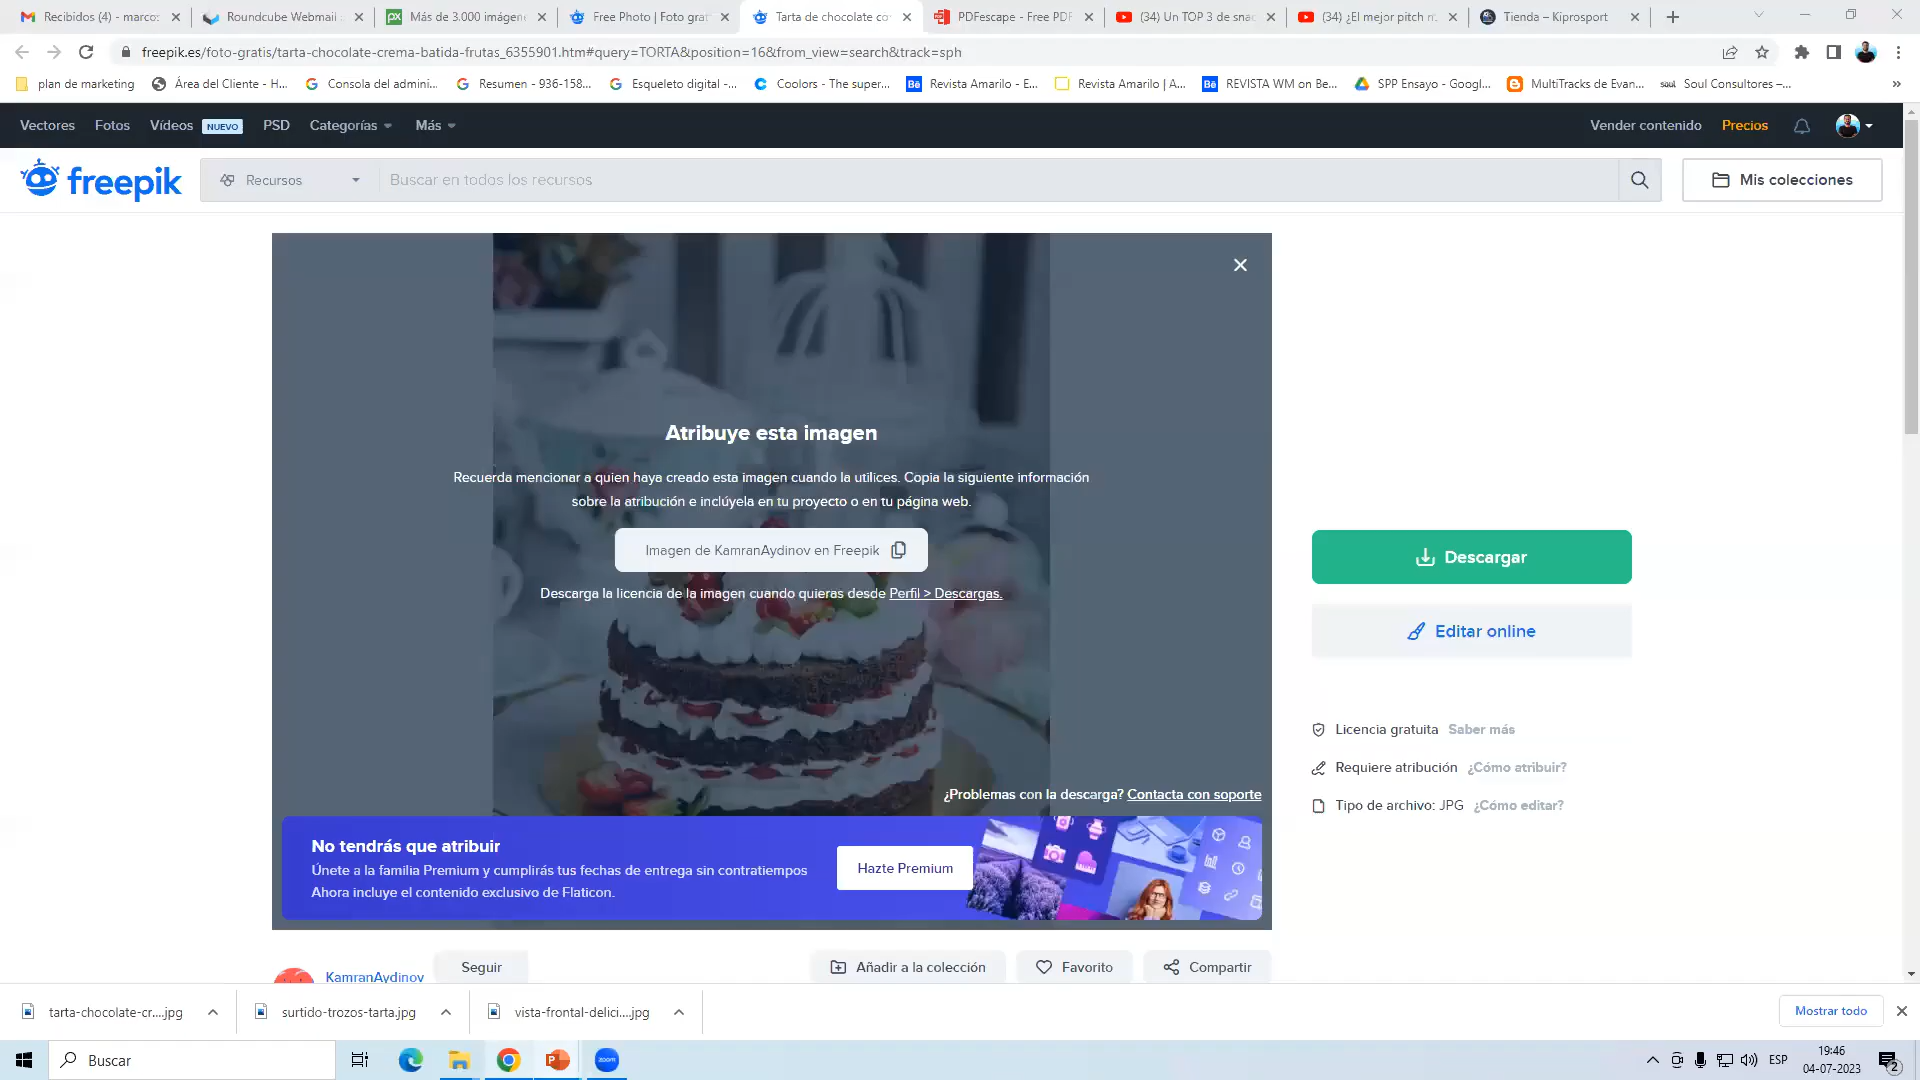 Recibidos (4) - marco:
Roundcube Webmail :
Más de 3.000 imágen
Free Photo | Foto grat
Tarta de chocolate co
PDFescape - Free PDF
(34) Un TOP 3 de snac
(34) ¿El mejor pitch m
Tienda – Kiprosport
freepik.es/foto-gratis/tarta-chocolate-crema-batida-frutas_6355901.htm#query=TORTA&position=16&from_view=search&track=sph
plan de marketing
Área del Cliente - H...
Consola del admini...
Resumen - 936-158...
Esqueleto digital -...
Coolors - The super...
Revista Amarilo - E...
Revista Amarilo | A...
REVISTA WM on Be...
SPP Ensayo - Googl...
MultiTracks de Evan...
soul Soul Consultores –...
Vectores Fotos Vídeos NUEVO PSD Categorías Más
Vender contenido Precios
freepik
Recursos
Buscar en todos los recursos
Mis colecciones
Atribuye esta imagen
Recuerda mencionar a quien haya creado esta imagen cuando la utilices. Copia la siguiente información
sobre la atribución e inclúyela en tu proyecto o en tu página web.
Imagen de KamranAydinov en Freepik
Descarga la licencia de la imagen cuando quieras desde Perfil > Descargas.
¿Problemas con la descarga? Contacta con soporte
No tendrás que atribuir
Únete a la familia Premium y cumplirás tus fechas de entrega sin contratiempos
Ahora incluye el contenido exclusivo de Flaticon.
Hazte Premium
Descargar
Editar online
Licencia gratuita Saber más
Requiere atribución ¿Cómo atribuir?
Tipo de archivo: JPG ¿Cómo editar?
KamranAydinov
Seguir
Añadir a la colección
Favorito
Compartir
tarta-chocolate-cr....jpg
surtido-trozos-tarta.jpg
vista-frontal-delici....jpg
Mostrar todo
Buscar
zoom
ESP
19:46
04-07-2023
2